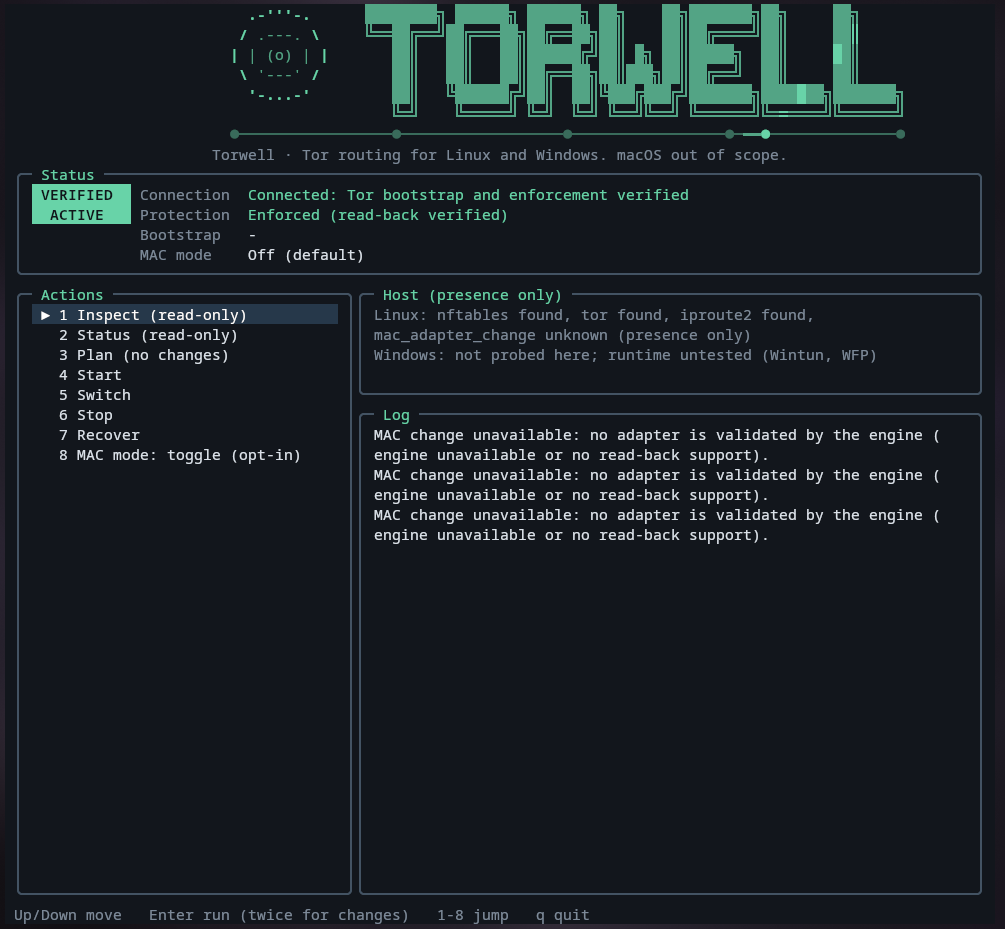 TORWELL
Torwell · Tor routing for Linux and Windows. macOS out of scope.
Status
VERIFIED Connection Connected: Tor bootstrap and enforcement verified
ACTIVE Protection Enforced (read-back verified)
Bootstrap -
MAC mode Off (default)
Actions
▶ 1 Inspect (read-only)
2 Status (read-only)
3 Plan (no changes)
4 Start
5 Switch
6 Stop
7 Recover
8 MAC mode: toggle (opt-in)
Host (presence only)
Linux: nftables found, tor found, iproute2 found,
mac_adapter_change unknown (presence only)
Windows: not probed here; runtime untested (Wintun, WFP)
Log
MAC change unavailable: no adapter is validated by the engine (
engine unavailable or no read-back support).
MAC change unavailable: no adapter is validated by the engine (
engine unavailable or no read-back support).
MAC change unavailable: no adapter is validated by the engine (
engine unavailable or no read-back support).
Up/Down move Enter run (twice for changes) 1-8 jump q quit